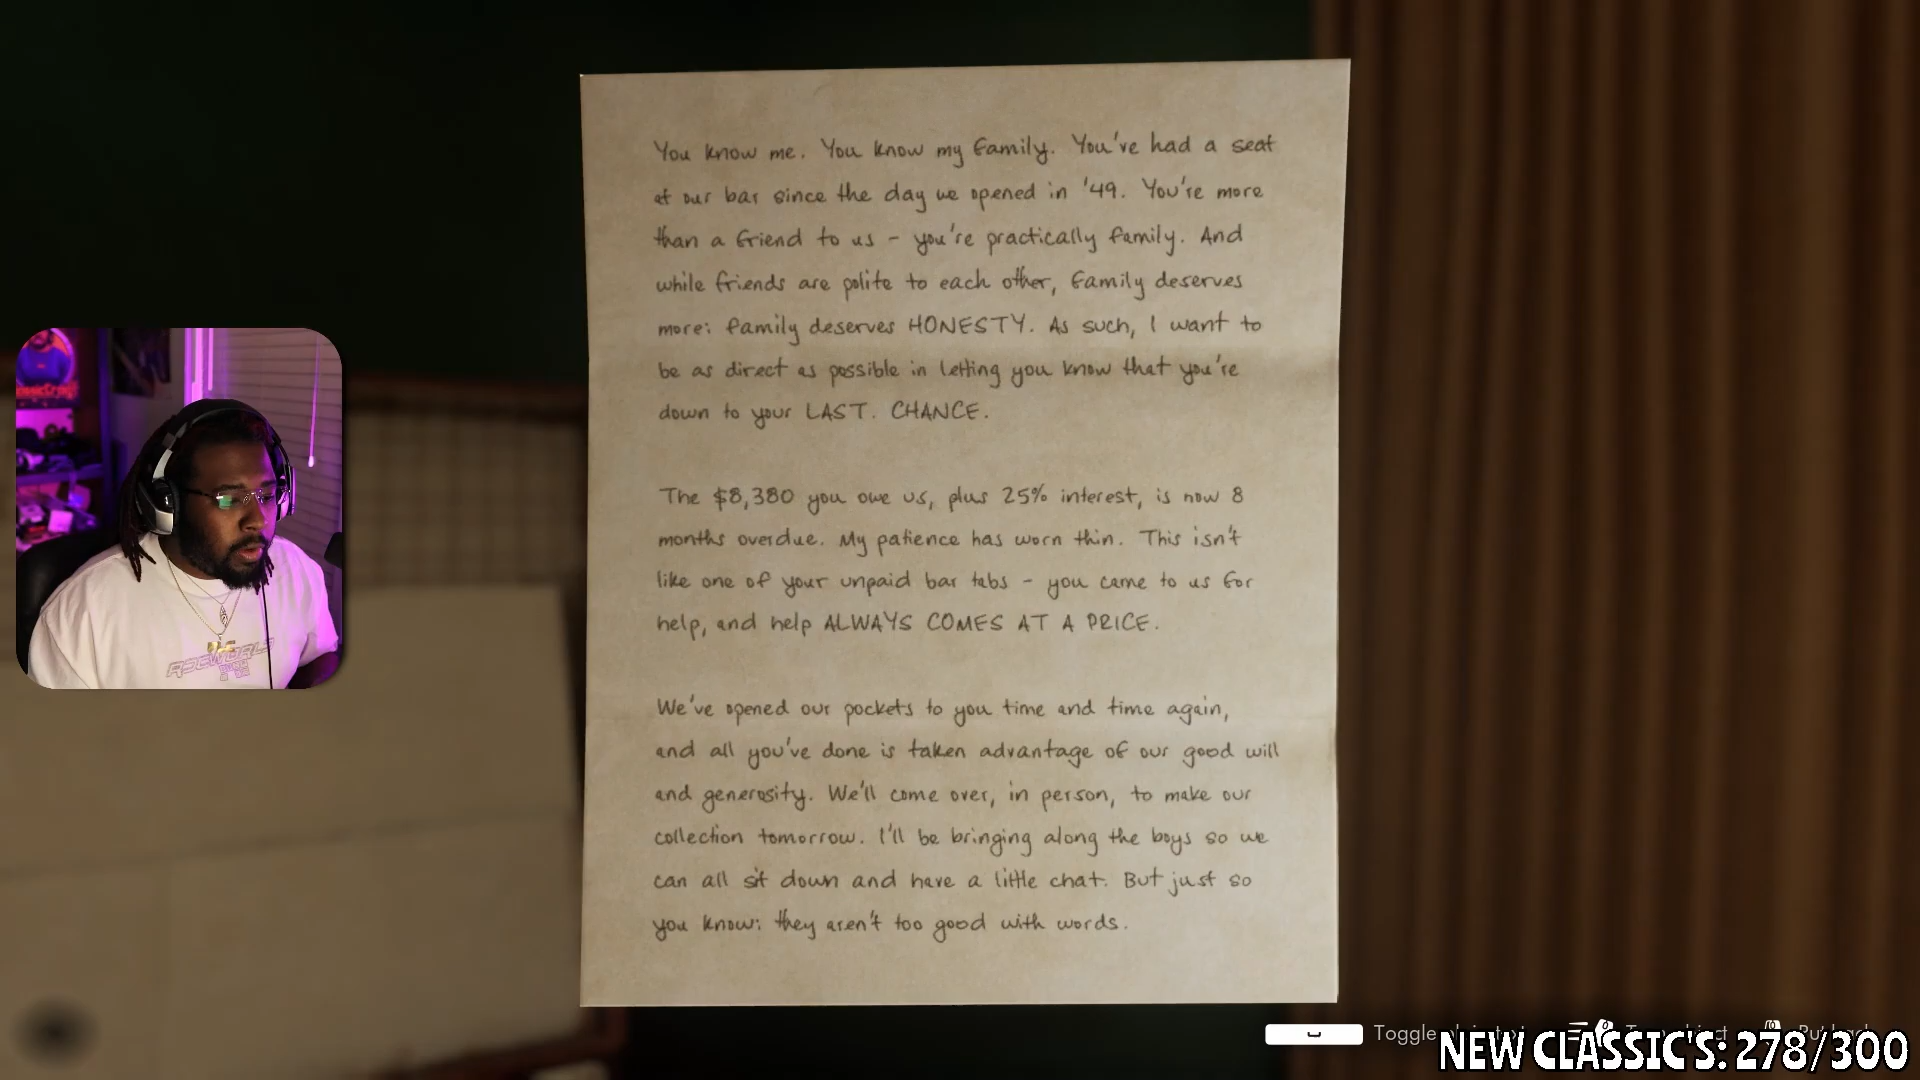 You know me. You know my family. You've had a seat
at our bar since the day we opened in '49. You're more
than a friend to us - you're practically family. And
while friends are polite to each other, family deserves
more: family deserves HONESTY. As such, I want to
be as direct as possible in letting you know that you're
down to your LAST. CHANCE.
The $8,380 you owe us, plus 25% interest, is now 8
months overdue. My patience has worn thin. This isn't
like one of your unpaid bar tabs - you came to us for
help, and help ALWAYS COMES AT A PRICE.
We've opened our pockets to you time and time again,
and all you've done is taken advantage of our good will
and generosity. We'll come over, in person, to make our
collection tomorrow. I'll be bringing along the boys so we
can all sit down and have a little chat. But just so
you know: they aren't too good with words.
Toggle
NEW CLASSIC'S: 278/300